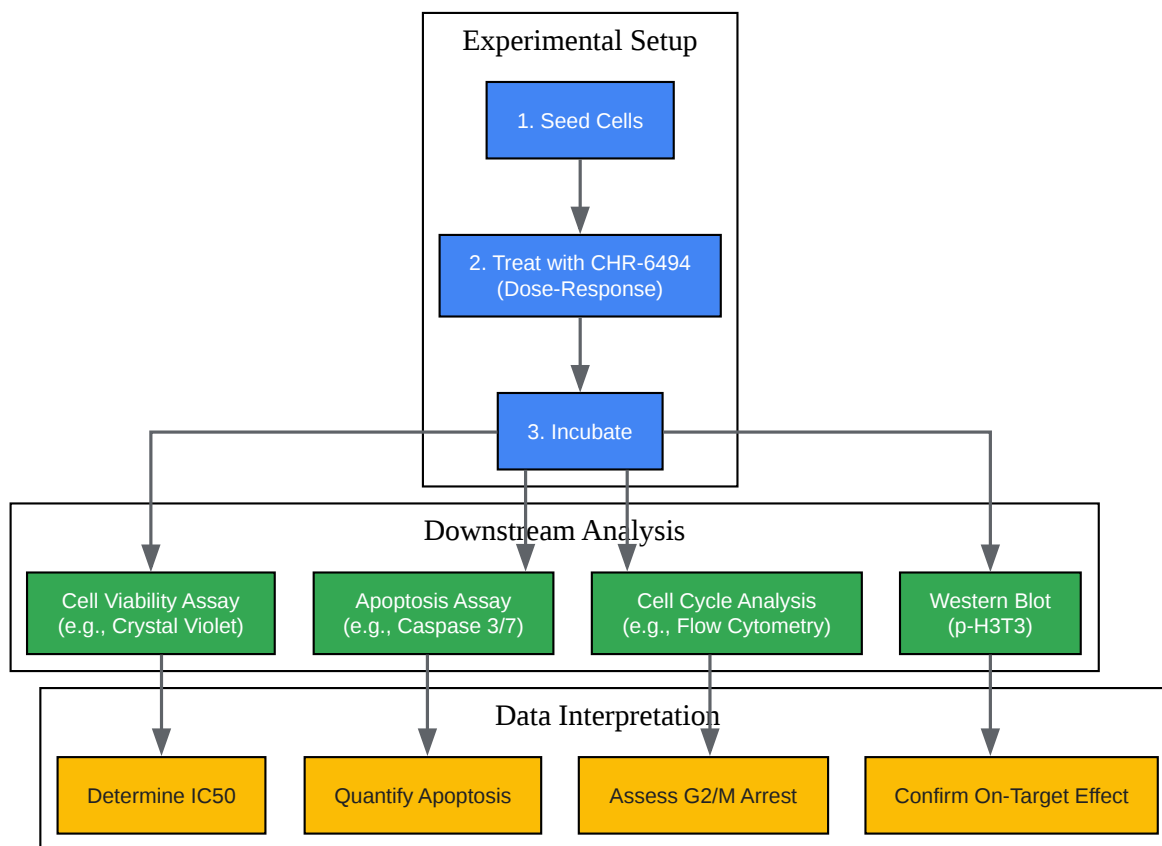 Experimental Setup
1. Seed Cells
2. Treat with CHR-6494
(Dose-Response)
3. Incubate
Downstream Analysis
Cell Viability Assay
(e.g., Crystal Violet)
Apoptosis Assay
(e.g., Caspase 3/7)
Cell Cycle Analysis
(e.g., Flow Cytometry)
Western Blot
(p-H3T3)
Data Interpretation
Determine IC50
Quantify Apoptosis
Assess G2/M Arrest
Confirm On-Target Effect